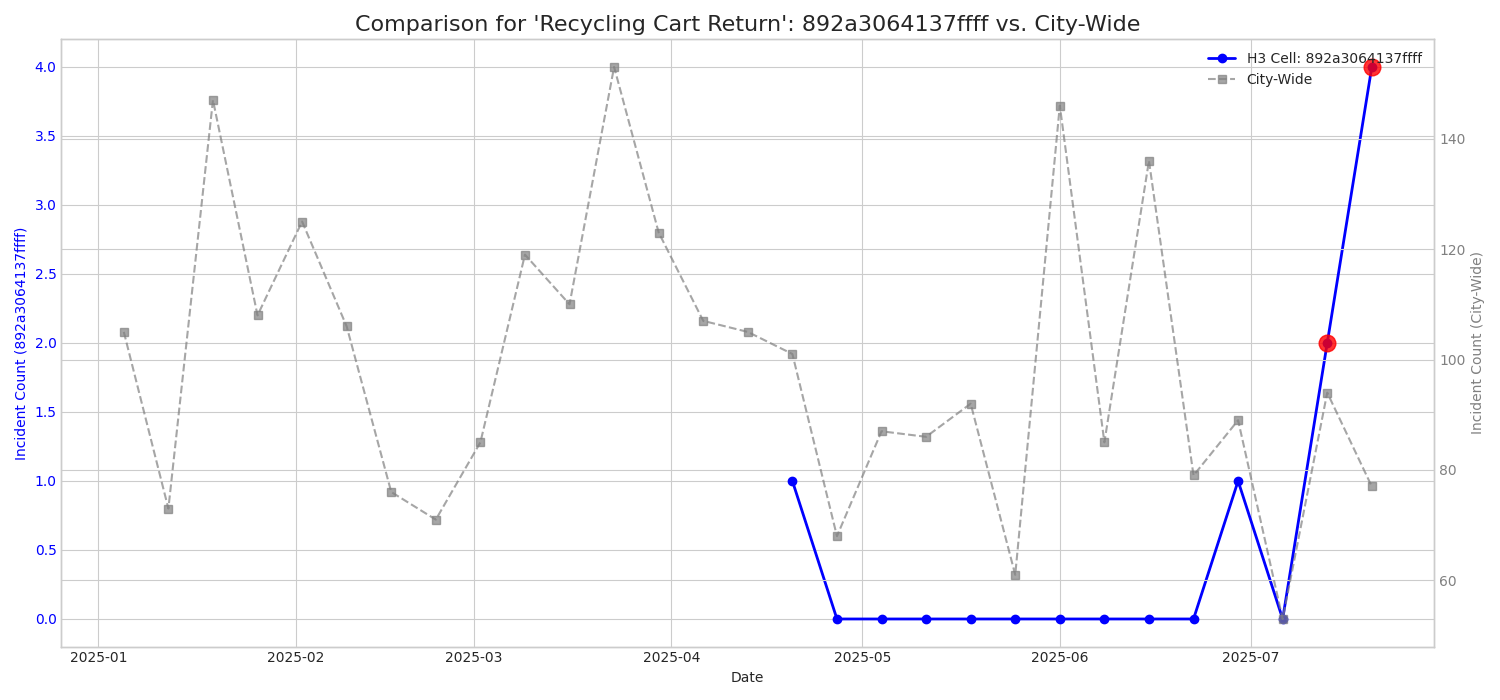 Comparison for 'Recycling Cart Return': 892a3064137ffff vs. City-Wide
H3 Cell: 892a3064137ffff
City-Wide
Incident Count (892a3064137ffff)
4.0
3.5
3.0
2.5
2.0
1.5
1.0
0.5
0.0
140
120
100
80
60
Incident Count (City-Wide)
2025-01 2025-02 2025-03 2025-04 2025-05 2025-06 2025-07
Date